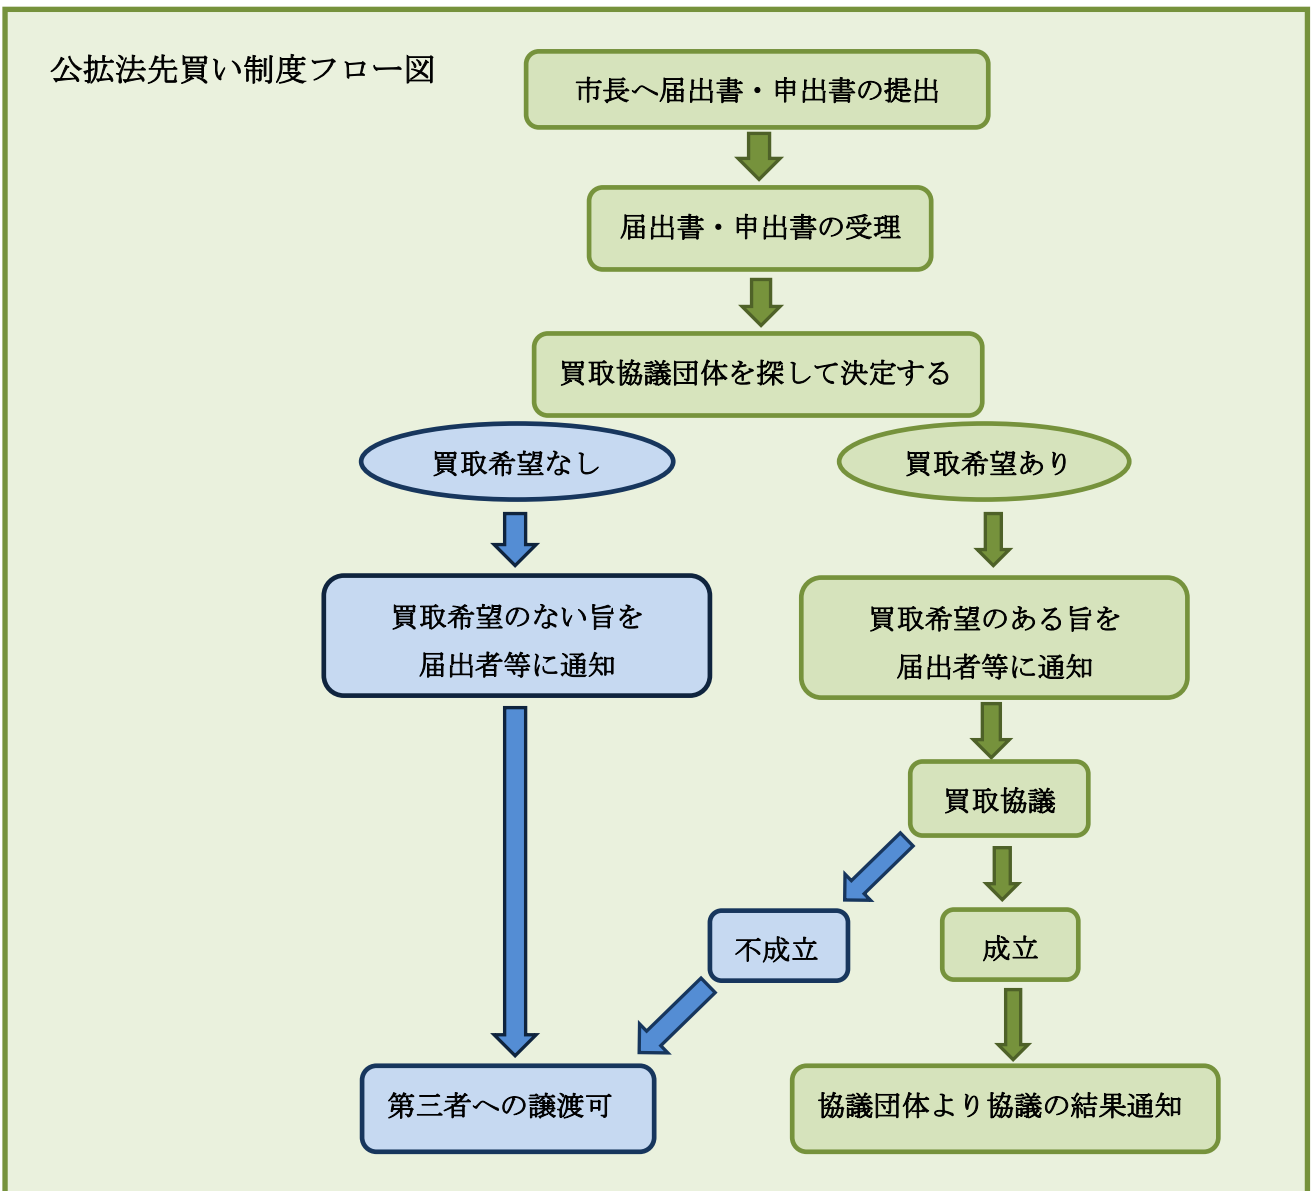 公拡法先買い制度フロー図
市長へ届出書・申出書の提出
届出書・申出書の受理
買取協議団体を探して決定する
買取希望なし
買取希望あり
買取希望のない旨を
届出者等に通知
買取希望のある旨を
届出者等に通知
買取協議
不成立
成立
第三者への譲渡可
協議団体より協議の結果通知